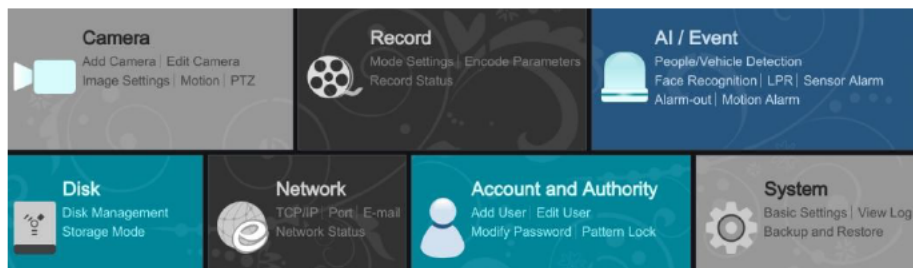 Camera
Add Camera | Edit Camera
Image Settings | Motion | PTZ
Record
Mode Settings | Encode Parameters
Record Status
AI / Event
People/Vehicle Detection
Face Recognition | LPR | Sensor Alarm
Alarm-out | Motion Alarm
Disk
Disk Management
Storage Mode
Network
TCP/IP | Port | E-mail
Network Status
Account and Authority
Add User | Edit User
Modify Password | Pattern Lock
System
Basic Settings | View Log
Backup and Restore